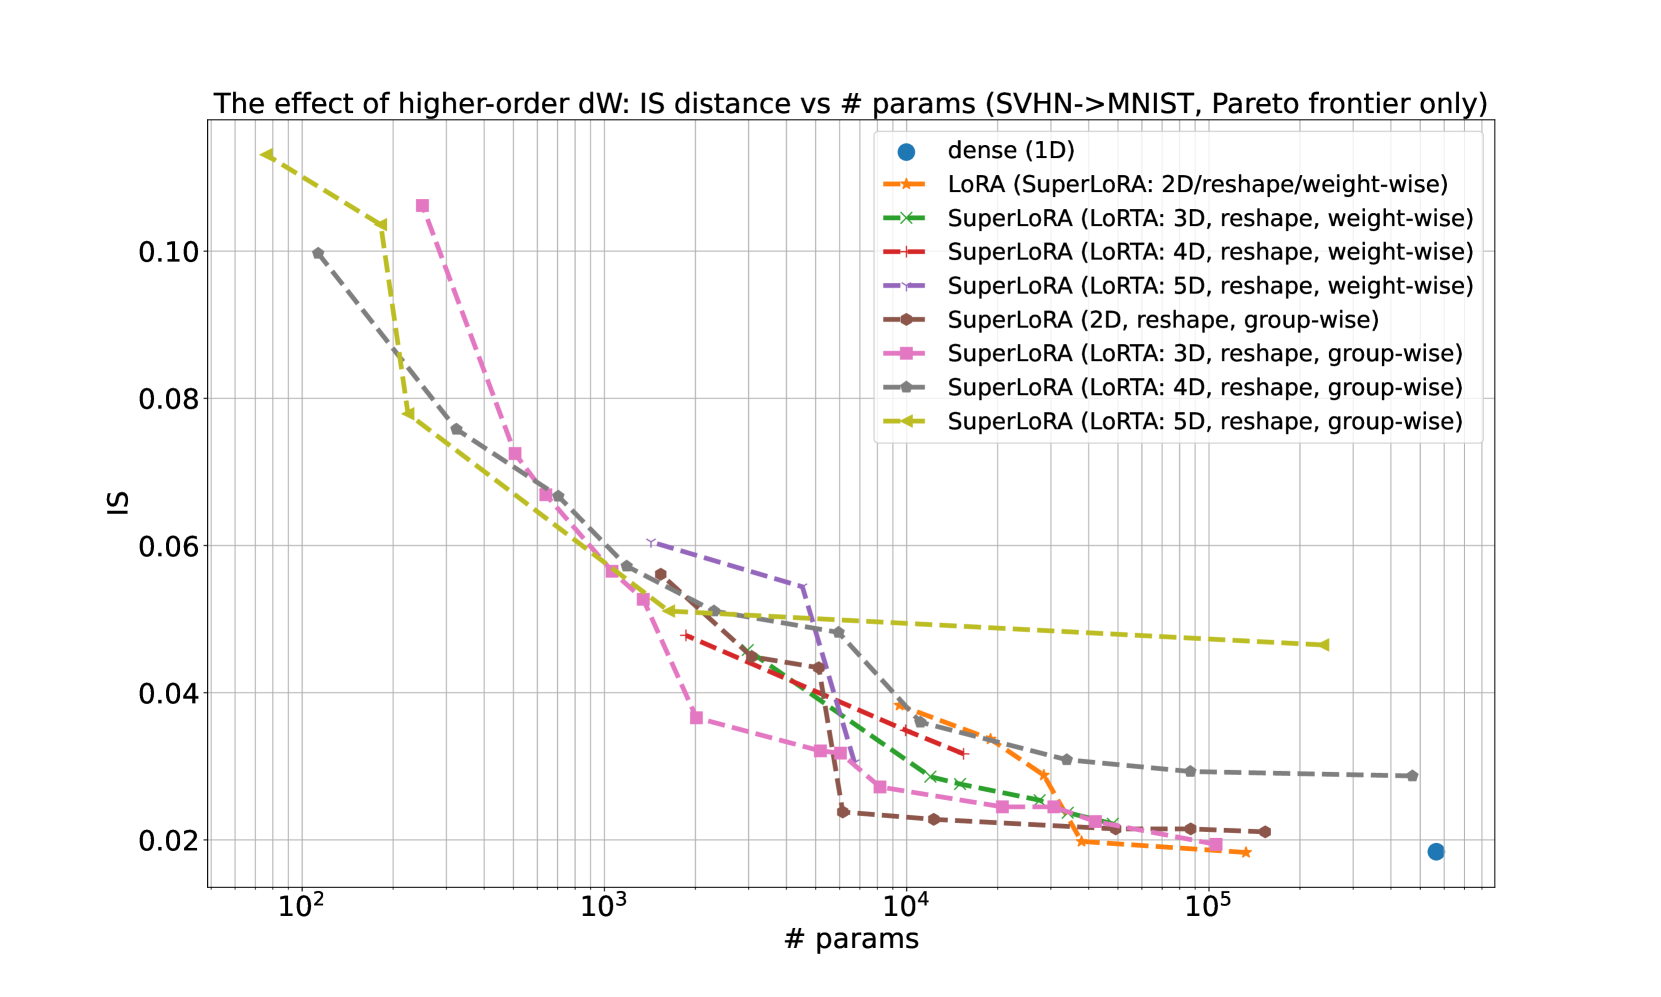 The effect of higher-order dW: IS distance vs # params (SVHN->MNIST, Pareto frontier only)
dense (1D)
LoRA (SuperLoRA: 2D/reshape/weight-wise)
SuperLoRA (LoRTA: 3D, reshape, weight-wise)
SuperLoRA (LoRTA: 4D, reshape, weight-wise)
SuperLoRA (LoRTA: 5D, reshape, weight-wise)
SuperLoRA (2D, reshape, group-wise)
SuperLoRA (LoRTA: 3D, reshape, group-wise)
SuperLoRA (LoRTA: 4D, reshape, group-wise)
SuperLoRA (LoRTA: 5D, reshape, group-wise)
0.10
0.08
0.06
0.04
0.02
IS
10²
10³
10⁴
10⁵
# params